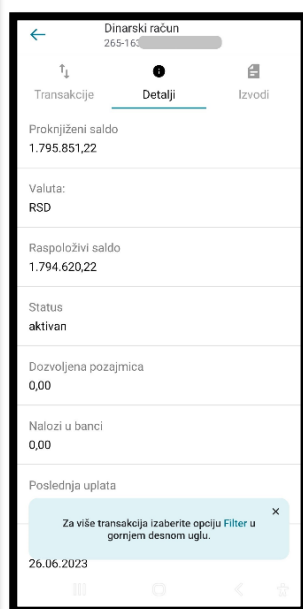 Dinarski račun
265-163
Transakcije
Detalji
Izvodi
Proknjiženi saldo
1.795.851,22
Valuta:
RSD
Raspoloživi saldo
1.794.620,22
Status
aktivan
Dozvoljena pozajmica
0,00
Nalozi u banci
0,00
Poslednja uplata
Za više transakcija izaberite opciju Filter u
gornjem desnom uglu.
26.06.2023